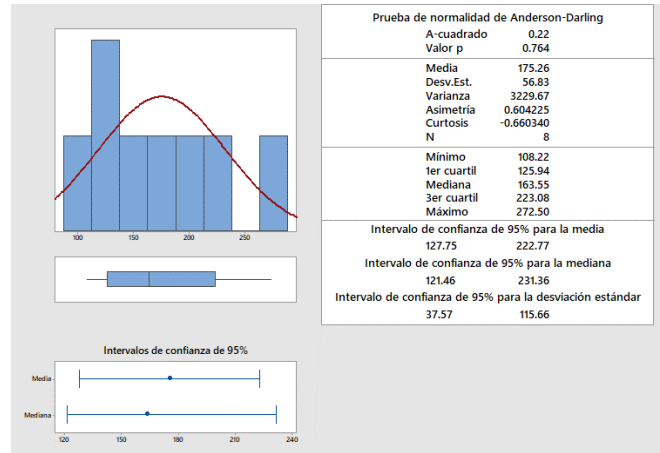 100 150 200 250
Intervalos de confianza de 95%
Media
Mediana
120 150 180 210 240
Prueba de normalidad de Anderson-Darling
A-cuadrado 0.22
Valor p 0.764
Media 175.26
Desv.Est. 56.83
Varianza 3229.67
Asimetría 0.604225
Curtosis -0.660340
N 8
Mínimo 108.22
1er cuartil 125.94
Mediana 163.55
3er cuartil 223.08
Máximo 272.50
Intervalo de confianza de 95% para la media
127.75 222.77
Intervalo de confianza de 95% para la mediana
121.46 231.36
Intervalo de confianza de 95% para la desviación estándar
37.57 115.66